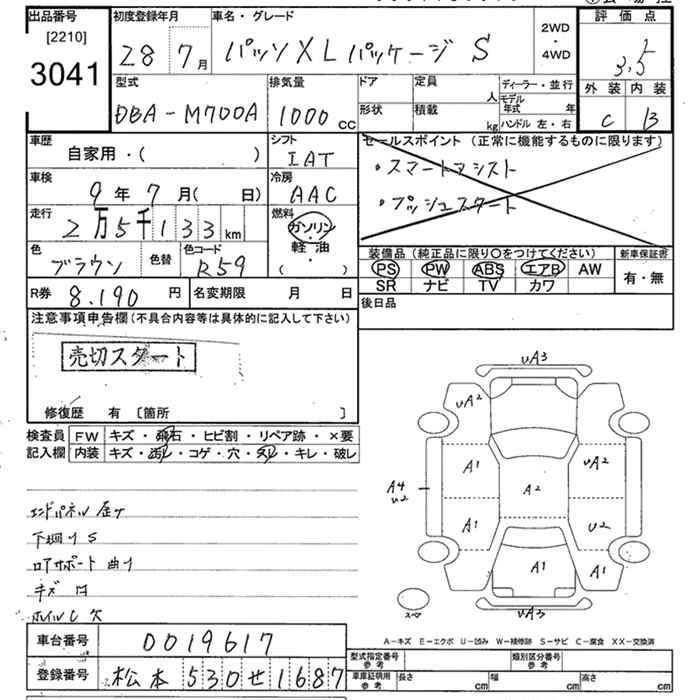 出品番号
[2210]
3041
初度登録年月
28 7月
車名・グレード
パッソ XL パッケージ S
2WD
・
4WD
評価点
3.5
外装 内装
C B
型式
DBA-M700A
排気量
1000 cc
ドア
形状
定員
人
積載
kg
ディーラー・並行
モデル年式 年
ハンドル 左・右
車歴
自家用・( )
シフト
IAT
セールスポイント (正常に機能するものに限ります)
・スマートアシスト
・プッシュスタート
車検
9年 7月( 日)
冷房
AAC
走行
2万5千133km
燃料
ガソリン
・
軽油
( )
色
ブラウン
色替
色コード
R59
装備品 (純正品に限り○をつけてください)
新車保証書
PS PW ABS エアB AW
SR ナビ TV カワ
有・無
R券 8.190 円
名変期限 月 日
後日品
注意事項申告欄(不具合内容等は具体的に記入して下さい)
売切スタート
修復歴 有 [箇所 ]
検査員
記入欄
FW キズ・飛石・ヒビ割・リペア跡・×要
内装 キズ・汚レ・コゲ・穴・スレ・キレ・破レ
エンドパネル 歪ケ
下廻り S
ロアサポート 曲り
キズ
ホイルC 欠
UA3
UA2
A1
UA2
A4
U2
A2
A1
U2
A1
A1
スペア
UA3
A-キズ E-エクボ U-凹み W-補修跡 S-サビ C-腐食 XX-交換済
車台番号 0019617
登録番号 松本 530 せ 1687
型式指定番号
参考
類別区分番号
参考
車庫証明用
参考
長さ cm 幅 cm 高さ cm